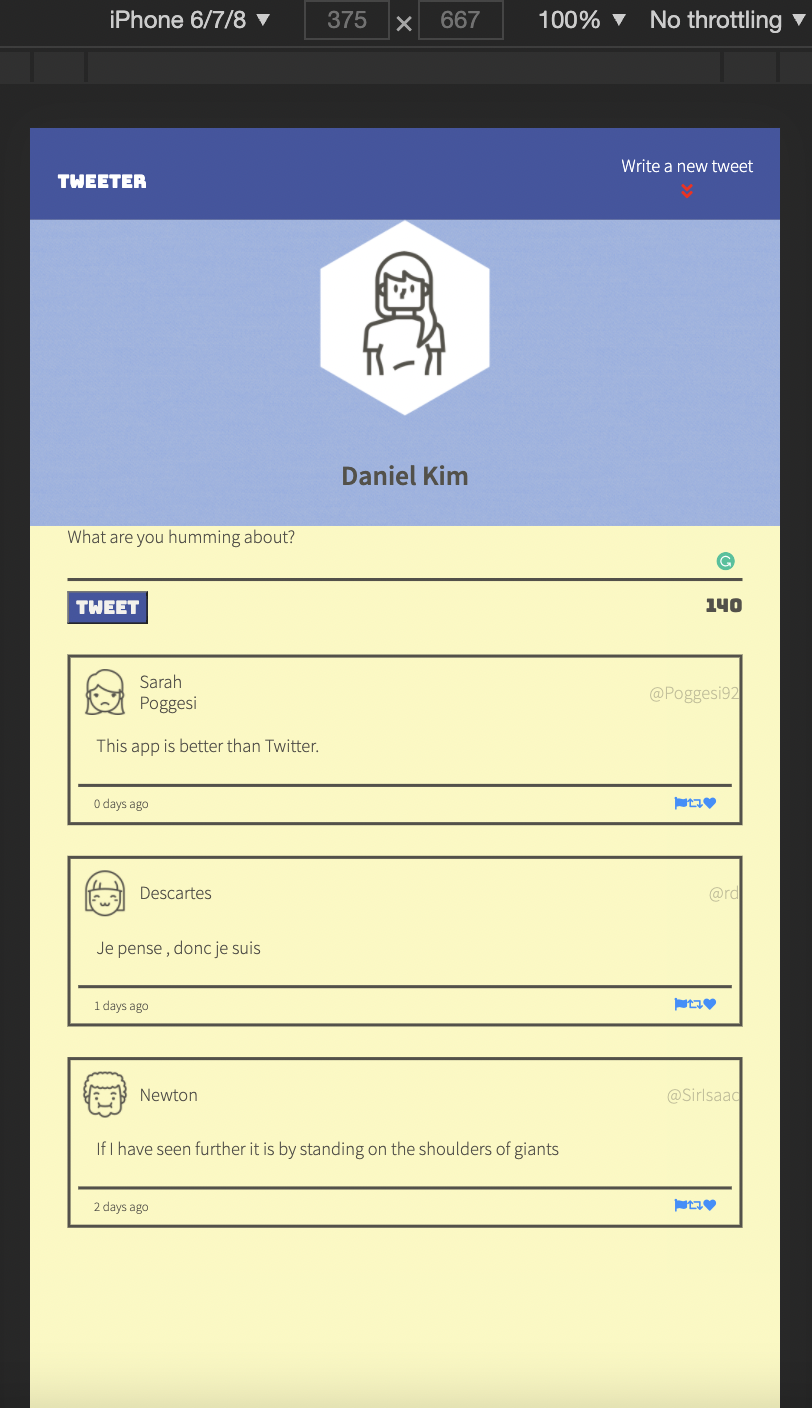 iPhone 6/7/8 ▼ 375 × 667 100% ▼ No throttling ▼
Write a new tweet
TWEETER
Daniel Kim
What are you humming about?
TWEET 140
Sarah
Poggesi
@Poggesi92
This app is better than Twitter.
0 days ago
Descartes @rd
Je pense , donc je suis
1 days ago
Newton @SirIsaac
If I have seen further it is by standing on the shoulders of giants
2 days ago